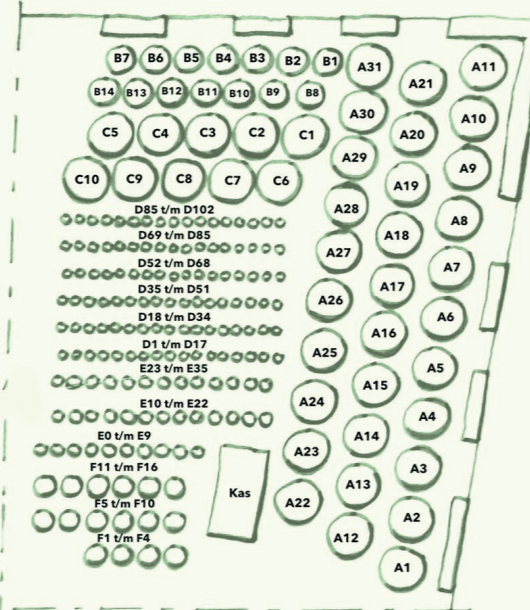 B7 B6 B5 B4 B3 B2 B1 A31 A21 A11
B14 B13 B12 B11 B10 B9 B8 A30 A20 A10
C5 C4 C3 C2 C1 A29 A19 A9
C10 C9 C8 C7 C6 A28 A18 A8
D85 t/m D102
D69 t/m D85
D52 t/m D68
D35 t/m D51
D18 t/m D34
D1 t/m D17
E23 t/m E35
E10 t/m E22
E0 t/m E9
F11 t/m F16
F5 t/m F10
F1 t/m F4
Kas
A27 A17 A7
A26 A16 A6
A25 A15 A5
A24 A14 A4
A23 A13 A3
A22 A12 A2
A1